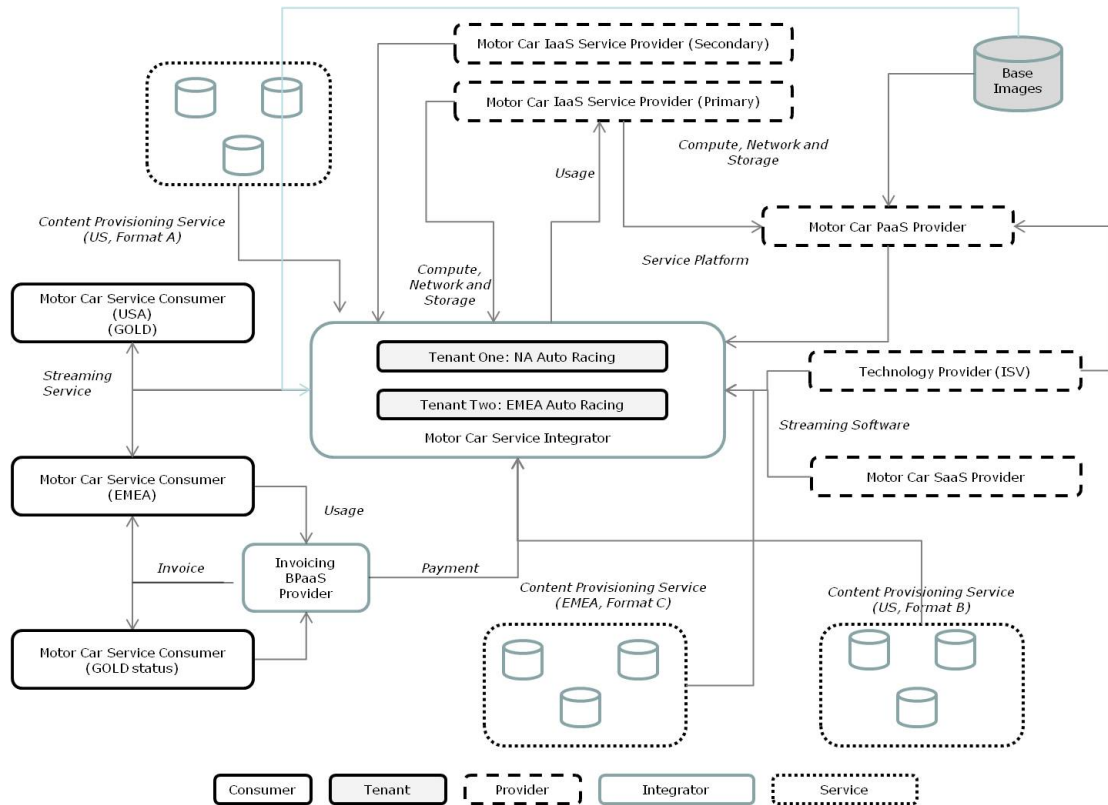 Motor Car IaaS Service Provider (Secondary)
Base
Images
Motor Car IaaS Service Provider (Primary)
Compute, Network and
Storage
Usage
Content Provisioning Service
(US, Format A)
Motor Car PaaS Provider
Service Platform
Compute,
Network and
Storage
Motor Car Service Consumer
(USA)
(GOLD)
Tenant One: NA Auto Racing
Streaming
Service
Technology Provider (ISV)
Tenant Two: EMEA Auto Racing
Streaming Software
Motor Car Service Integrator
Motor Car Service Consumer
(EMEA)
Motor Car SaaS Provider
Usage
Invoice
Invoicing
BPaaS
Provider
Payment
Content Provisioning Service
(EMEA, Format C)
Content Provisioning Service
(US, Format B)
Motor Car Service Consumer
(GOLD status)
Consumer
Tenant
Provider
Integrator
Service